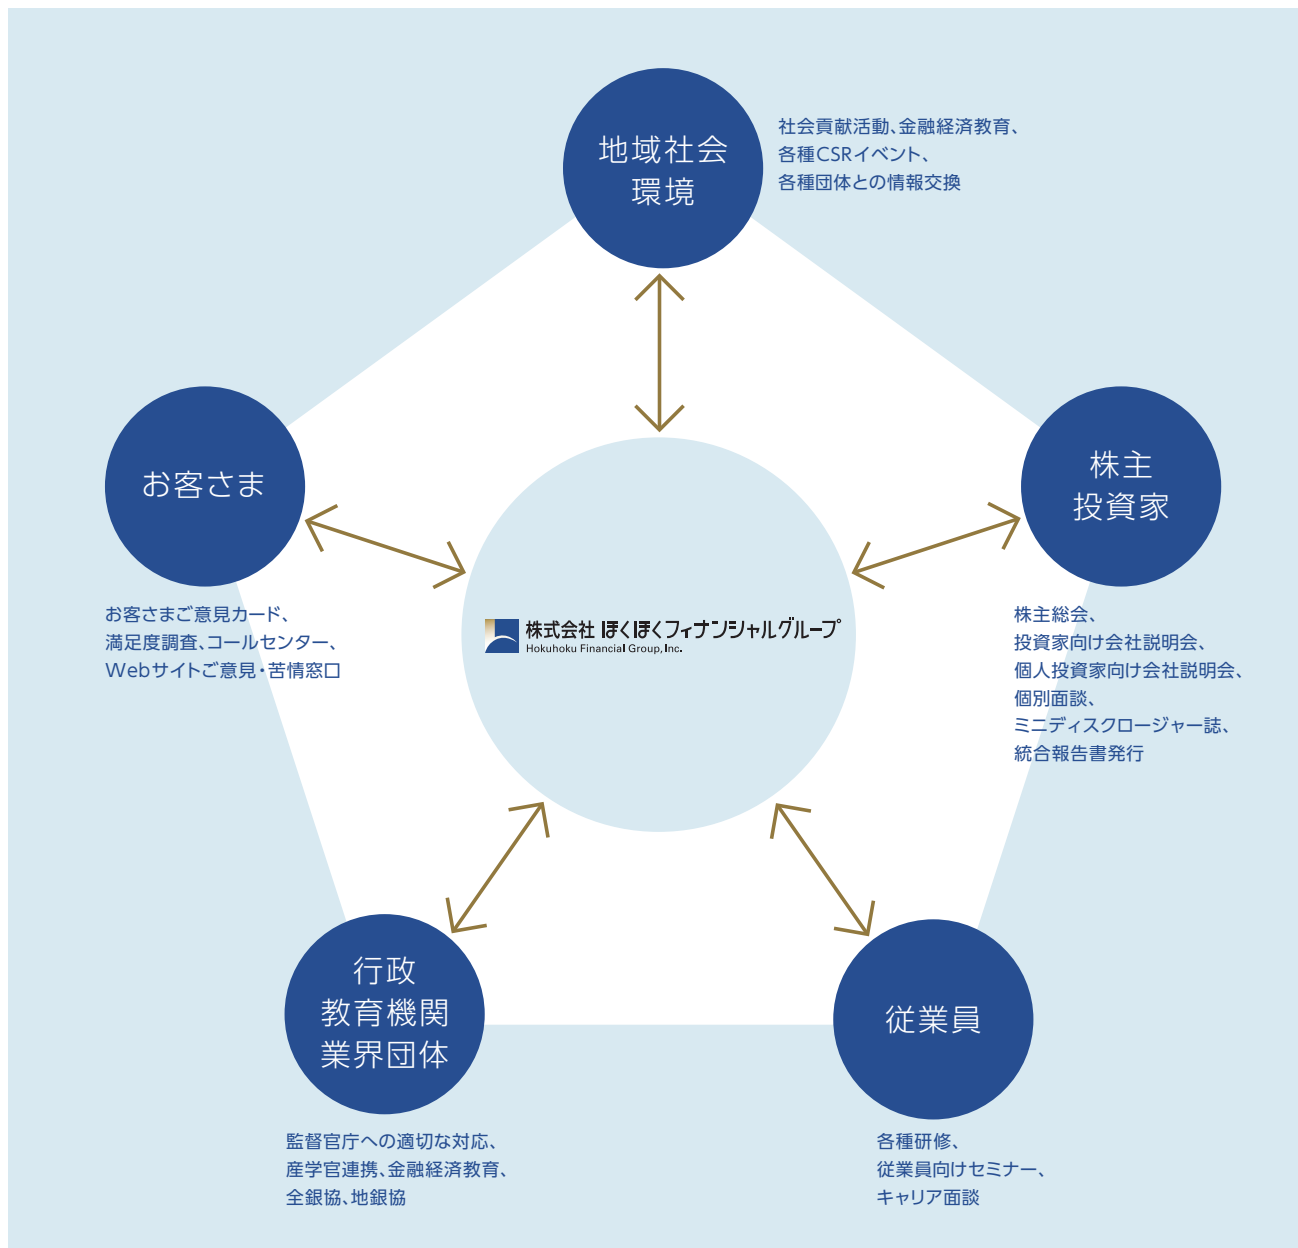 地域社会
環境
社会貢献活動、金融経済教育、
各種CSRイベント、
各種団体との情報交換
お客さま
お客さまご意見カード、
満足度調査、コールセンター、
Webサイトご意見・苦情窓口
株主
投資家
株主総会、
投資家向け会社説明会、
個人投資家向け会社説明会、
個別面談、
ミニディスクロージャー誌、
統合報告書発行
株式会社 ほくほくフィナンシャルグループ
Hokuhoku Financial Group, Inc.
行政
教育機関
業界団体
監督官庁への適切な対応、
産学官連携、金融経済教育、
全銀協、地銀協
従業員
各種研修、
従業員向けセミナー、
キャリア面談